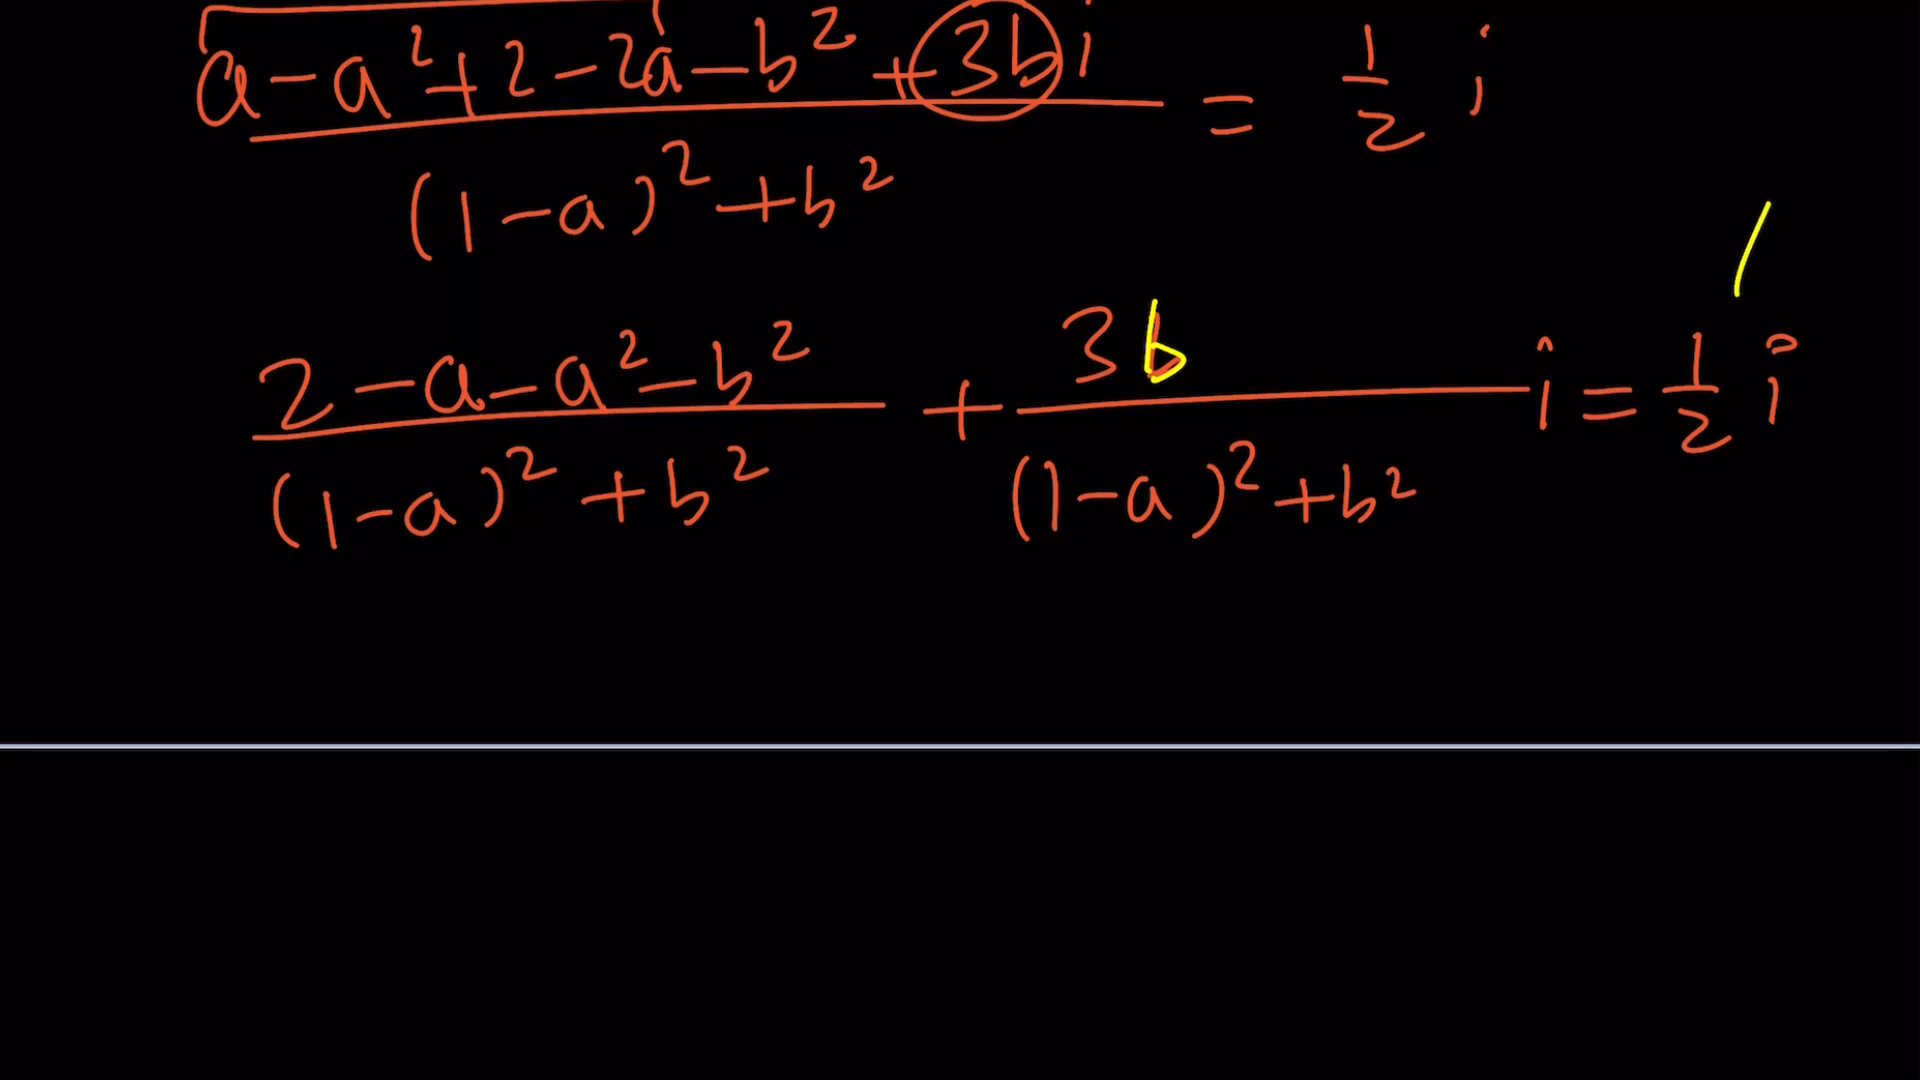 a - a² + 2 - 2a - b² + 3bi = 1 i
(1-a)² + b² 2
2 - a - a² - b² + 3b i = 1 i
(1-a)² + b² (1-a)² + b² 2